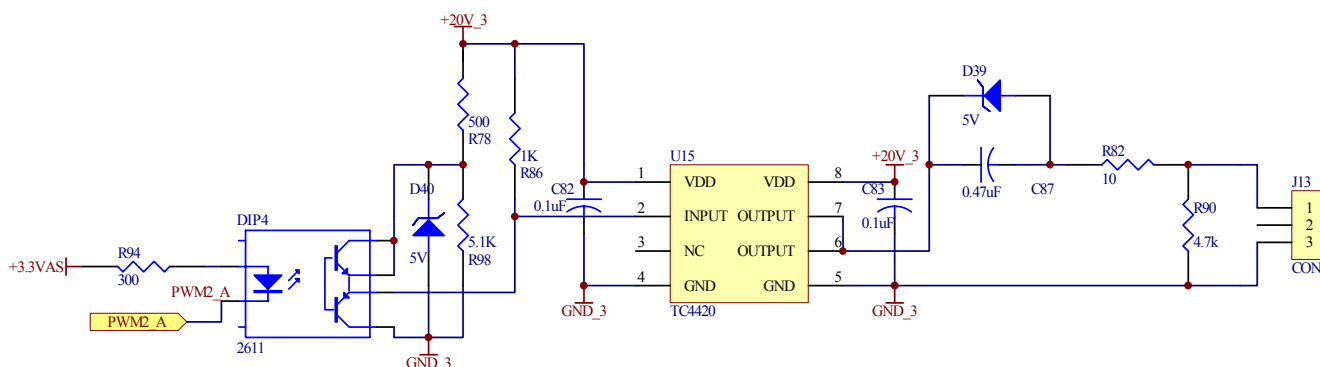 +20V_3
500
R78
1K
R86
D40
5V
5.1K
R98
DIP4
2611
R94
300
+3.3VAS
PWM2_A
PWM2_A
GND_3
C82
0.1uF
GND_3
U15
1
VDD
VDD
8
2
INPUT
OUTPUT
7
3
NC
OUTPUT
6
4
GND
GND
5
TC4420
+20V_3
C83
0.1uF
GND_3
D39
5V
0.47uF
C87
R82
10
R90
4.7k
J13
1
2
3
CON